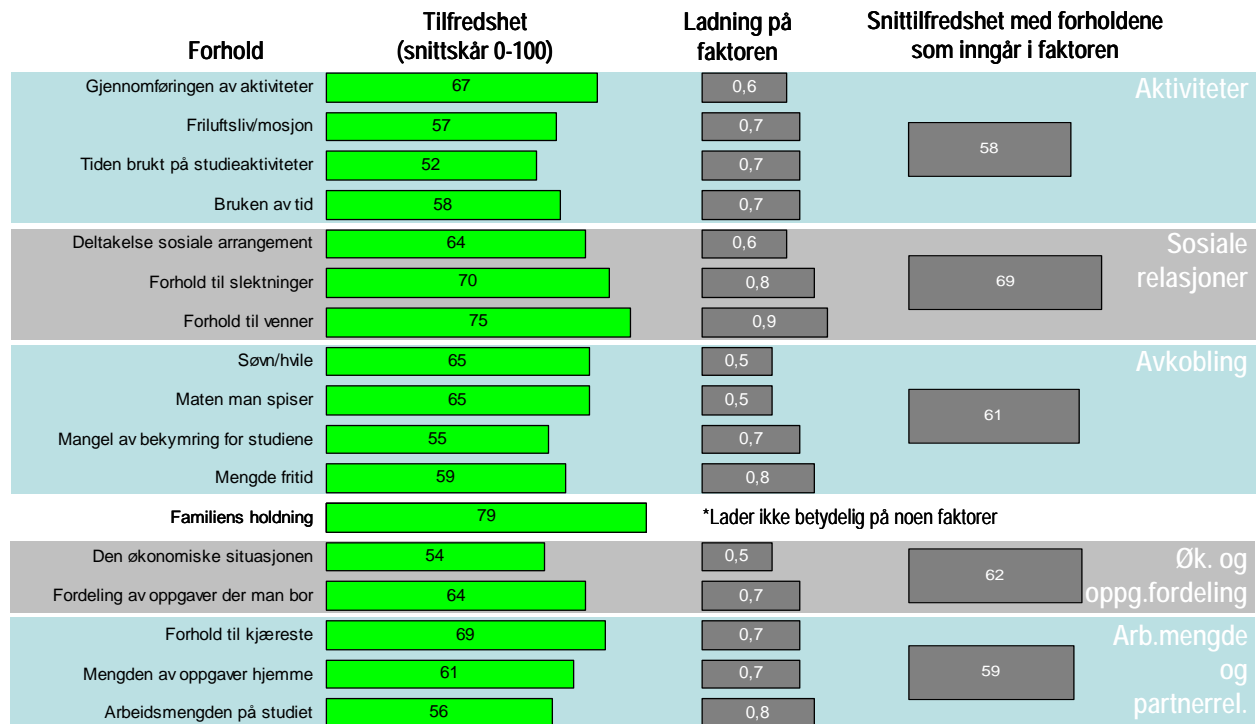 Forhold
Tilfredshet
(snittskår 0-100)
Ladning på
faktoren
Snittilfredshet med forholdene
som inngår i faktoren
Aktiviteter
Gjennomføringen av aktiviteter 67 0,6
Friluftsliv/mosjon 57 0,7
58
Tiden brukt på studieaktiviteter 52 0,7
Bruken av tid 58 0,7
Sosiale
relasjoner
Deltakelse sosiale arrangement 64 0,6
Forhold til slektninger 70 0,8
69
Forhold til venner 75 0,9
Avkobling
Søvn/hvile 65 0,5
Maten man spiser 65 0,5
61
Mangel av bekymring for studiene 55 0,7
Mengde fritid 59 0,8
Familiens holdning 79 *Lader ikke betydelig på noen faktorer
Øk. og
oppg.fordeling
Den økonomiske situasjonen 54 0,5
62
Fordeling av oppgaver der man bor 64 0,7
Arb.mengde
og
partnerrel.
Forhold til kjæreste 69 0,7
Mengden av oppgaver hjemme 61 0,7
59
Arbeidsmengden på studiet 56 0,8